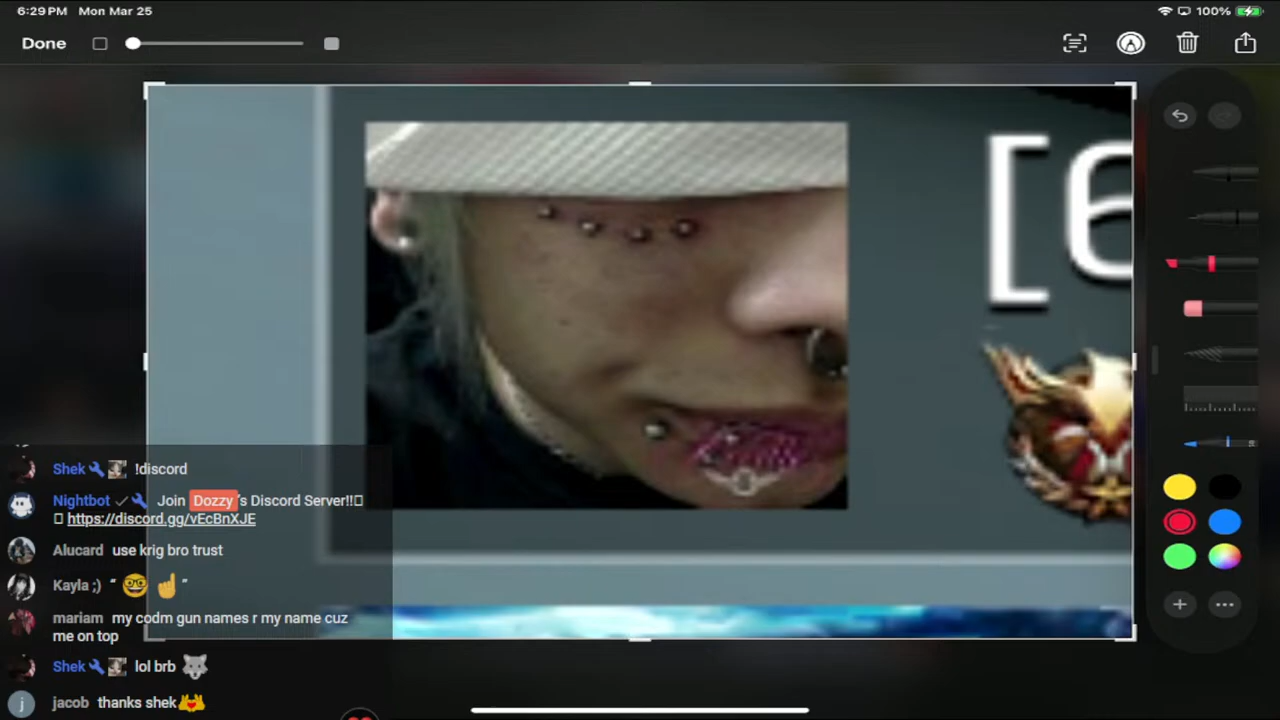 6:29 PM Mon Mar 25
100%
Done
[6
Shek !discord
Nightbot Join Dozzy's Discord Server!!
https://discord.gg/vEcBnXJE
Alucard use krig bro trust
Kayla ;) “ 🤓 ☝️ ”
mariam my codm gun names r my name cuz
me on top
Shek lol brb 🐺
j jacob thanks shek